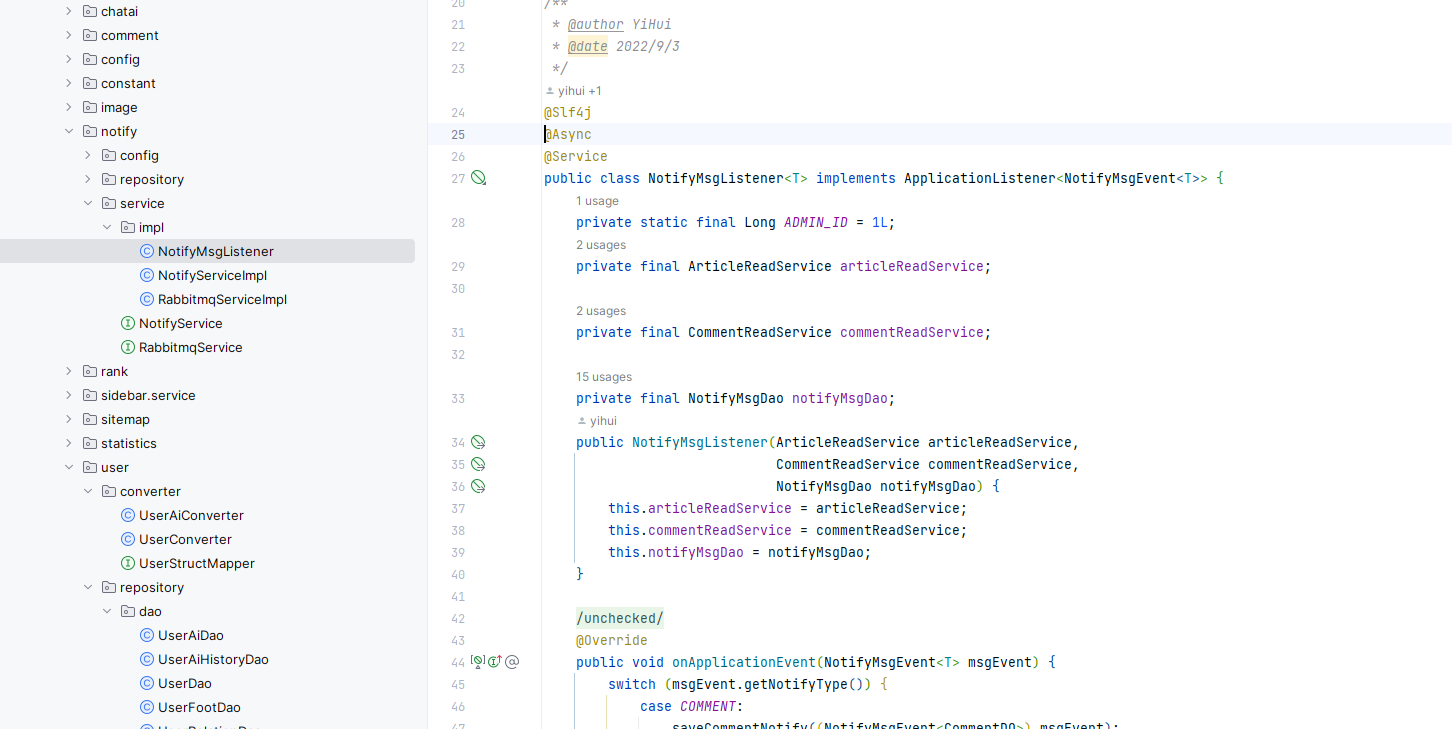 chatai
comment
config
constant
image
notify
config
repository
service
impl
NotifyMsgListener
NotifyServiceImpl
RabbitmqServiceImpl
NotifyService
RabbitmqService
rank
sidebar.service
sitemap
statistics
user
converter
UserAiConverter
UserConverter
UserStructMapper
repository
dao
UserAiDao
UserAiHistoryDao
UserDao
UserFootDao
20 /**
21 * @author YiHui
22 * @date 2022/9/3
23 */
yihui +1
24 @Slf4j
25 @Async
26 @Service
27 public class NotifyMsgListener<T> implements ApplicationListener<NotifyMsgEvent<T>> {
1 usage
28 private static final Long ADMIN_ID = 1L;
2 usages
29 private final ArticleReadService articleReadService;
30
2 usages
31 private final CommentReadService commentReadService;
32
15 usages
33 private final NotifyMsgDao notifyMsgDao;
yihui
34 public NotifyMsgListener(ArticleReadService articleReadService,
35 CommentReadService commentReadService,
36 NotifyMsgDao notifyMsgDao) {
37 this.articleReadService = articleReadService;
38 this.commentReadService = commentReadService;
39 this.notifyMsgDao = notifyMsgDao;
40 }
41
42 /unchecked/
43 @Override
44 public void onApplicationEvent(NotifyMsgEvent<T> msgEvent) {
45 switch (msgEvent.getNotifyType()) {
46 case COMMENT:
47 saveCommentNotify((NotifyMsgEvent<CommentDO>) msgEvent);